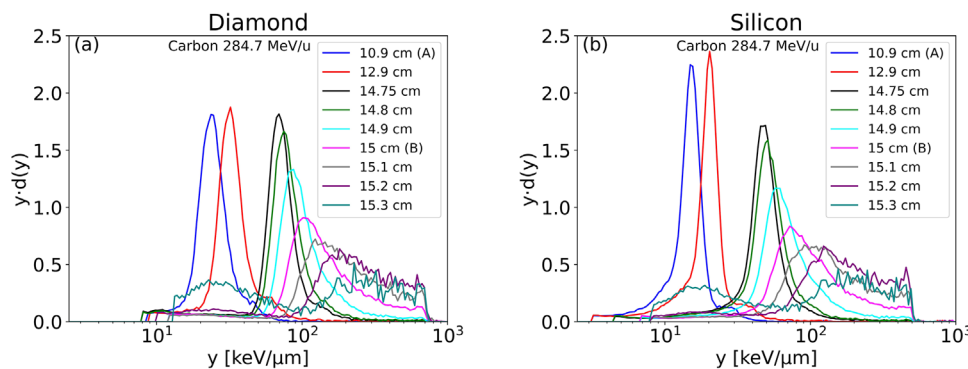 Diamond
(a)
Carbon 284.7 MeV/u
10.9 cm (A)
12.9 cm
14.75 cm
14.8 cm
14.9 cm
15 cm (B)
15.1 cm
15.2 cm
15.3 cm
y·d(y)
2.5
2.0
1.5
1.0
0.5
0.0
10¹
10²
10³
y [keV/μm]
Silicon
(b)
Carbon 284.7 MeV/u
10.9 cm (A)
12.9 cm
14.75 cm
14.8 cm
14.9 cm
15 cm (B)
15.1 cm
15.2 cm
15.3 cm
y·d(y)
2.5
2.0
1.5
1.0
0.5
0.0
10¹
10²
10³
y [keV/μm]